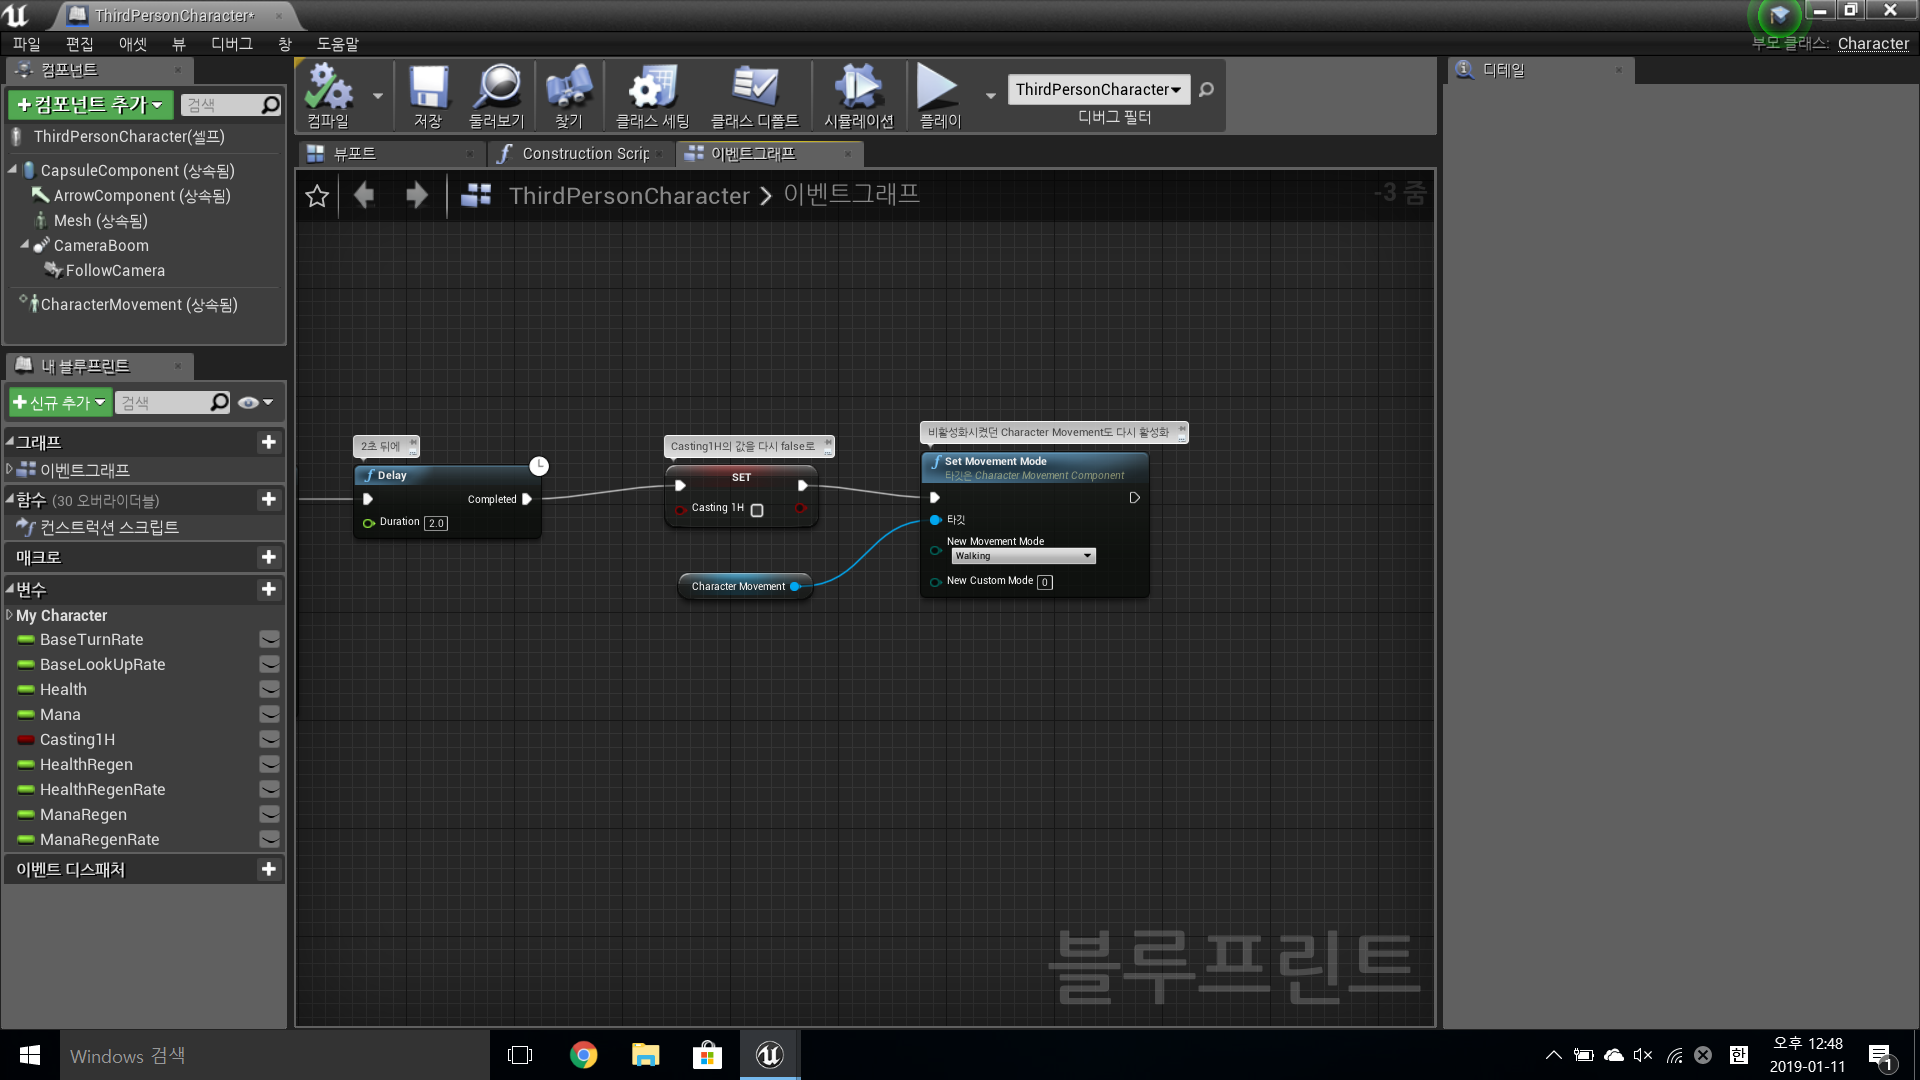 ThirdPersonCharacter*
파일 편집 애셋 뷰 디버그 창 도움말
부모 클래스: Character
컴포넌트
+컴포넌트 추가
검색
ThirdPersonCharacter(셀프)
CapsuleComponent (상속됨)
ArrowComponent (상속됨)
Mesh (상속됨)
CameraBoom
FollowCamera
CharacterMovement (상속됨)
내 블루프린트
+신규 추가
검색
그래프
이벤트그래프
함수 (30 오버라이더블)
컨스트럭션 스크립트
매크로
변수
My Character
BaseTurnRate
BaseLookUpRate
Health
Mana
Casting1H
HealthRegen
HealthRegenRate
ManaRegen
ManaRegenRate
이벤트 디스패처
컴파일
저장
둘러보기
찾기
클래스 세팅
클래스 디폴트
시뮬레이션
플레이
ThirdPersonCharacter
디버그 필터
뷰포트
Construction Scrip
이벤트그래프
ThirdPersonCharacter > 이벤트그래프
-3 줌
2초 뒤에
Delay
Completed
Duration 2.0
Casting1H의 값을 다시 false로
SET
Casting 1H
Character Movement
비활성화시켰던 Character Movement도 다시 활성화
Set Movement Mode
타깃은 Character Movement Component
타깃
New Movement Mode
Walking
New Custom Mode 0
블루프린트
디테일
Windows 검색
한
오후 12:48
2019-01-11
1